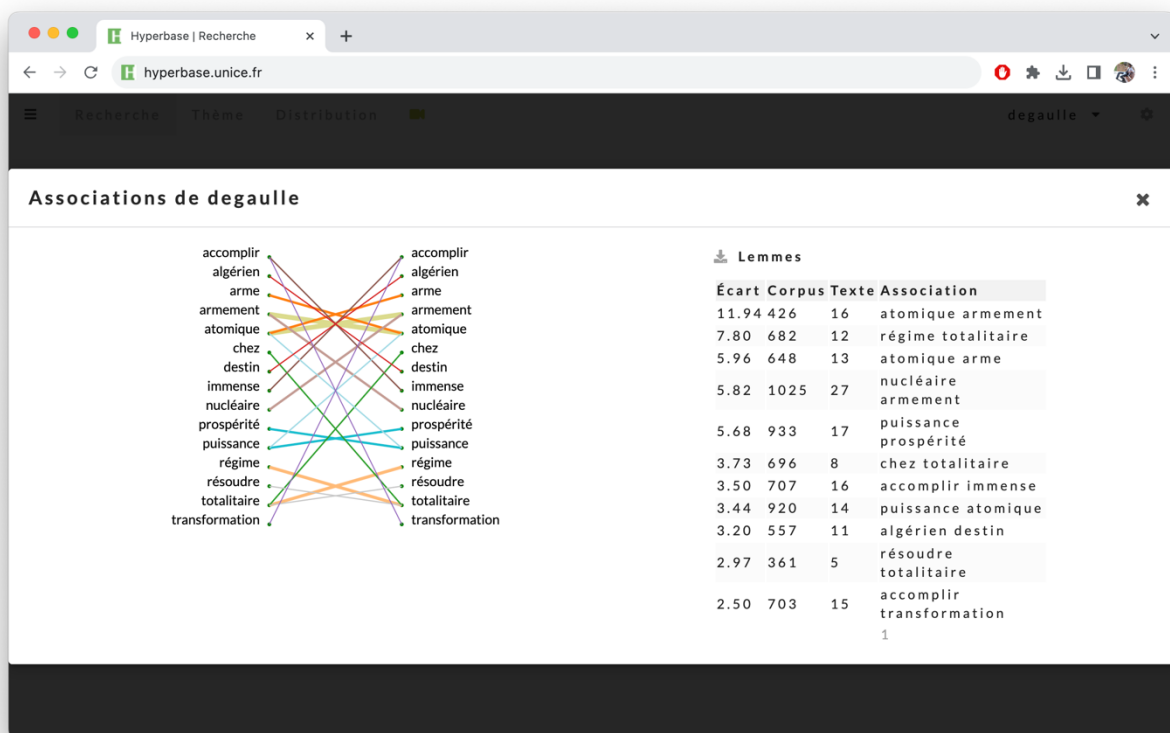 Hyperbase | Recherche
hyperbase.unice.fr
Recherche Thème Distribution degaulle
Associations de degaulle
accomplir accomplir
algérien algérien
arme arme
armement armement
atomique atomique
chez chez
destin destin
immense immense
nucléaire nucléaire
prospérité prospérité
puissance puissance
régime régime
résoudre résoudre
totalitaire totalitaire
transformation transformation
Lemmes
Écart Corpus Texte Association
11.94 426 16 atomique armement
7.80 682 12 régime totalitaire
5.96 648 13 atomique arme
5.82 1025 27 nucléaire
armement
5.68 933 17 puissance
prospérité
3.73 696 8 chez totalitaire
3.50 707 16 accomplir immense
3.44 920 14 puissance atomique
3.20 557 11 algérien destin
2.97 361 5 résoudre
totalitaire
2.50 703 15 accomplir
transformation
1